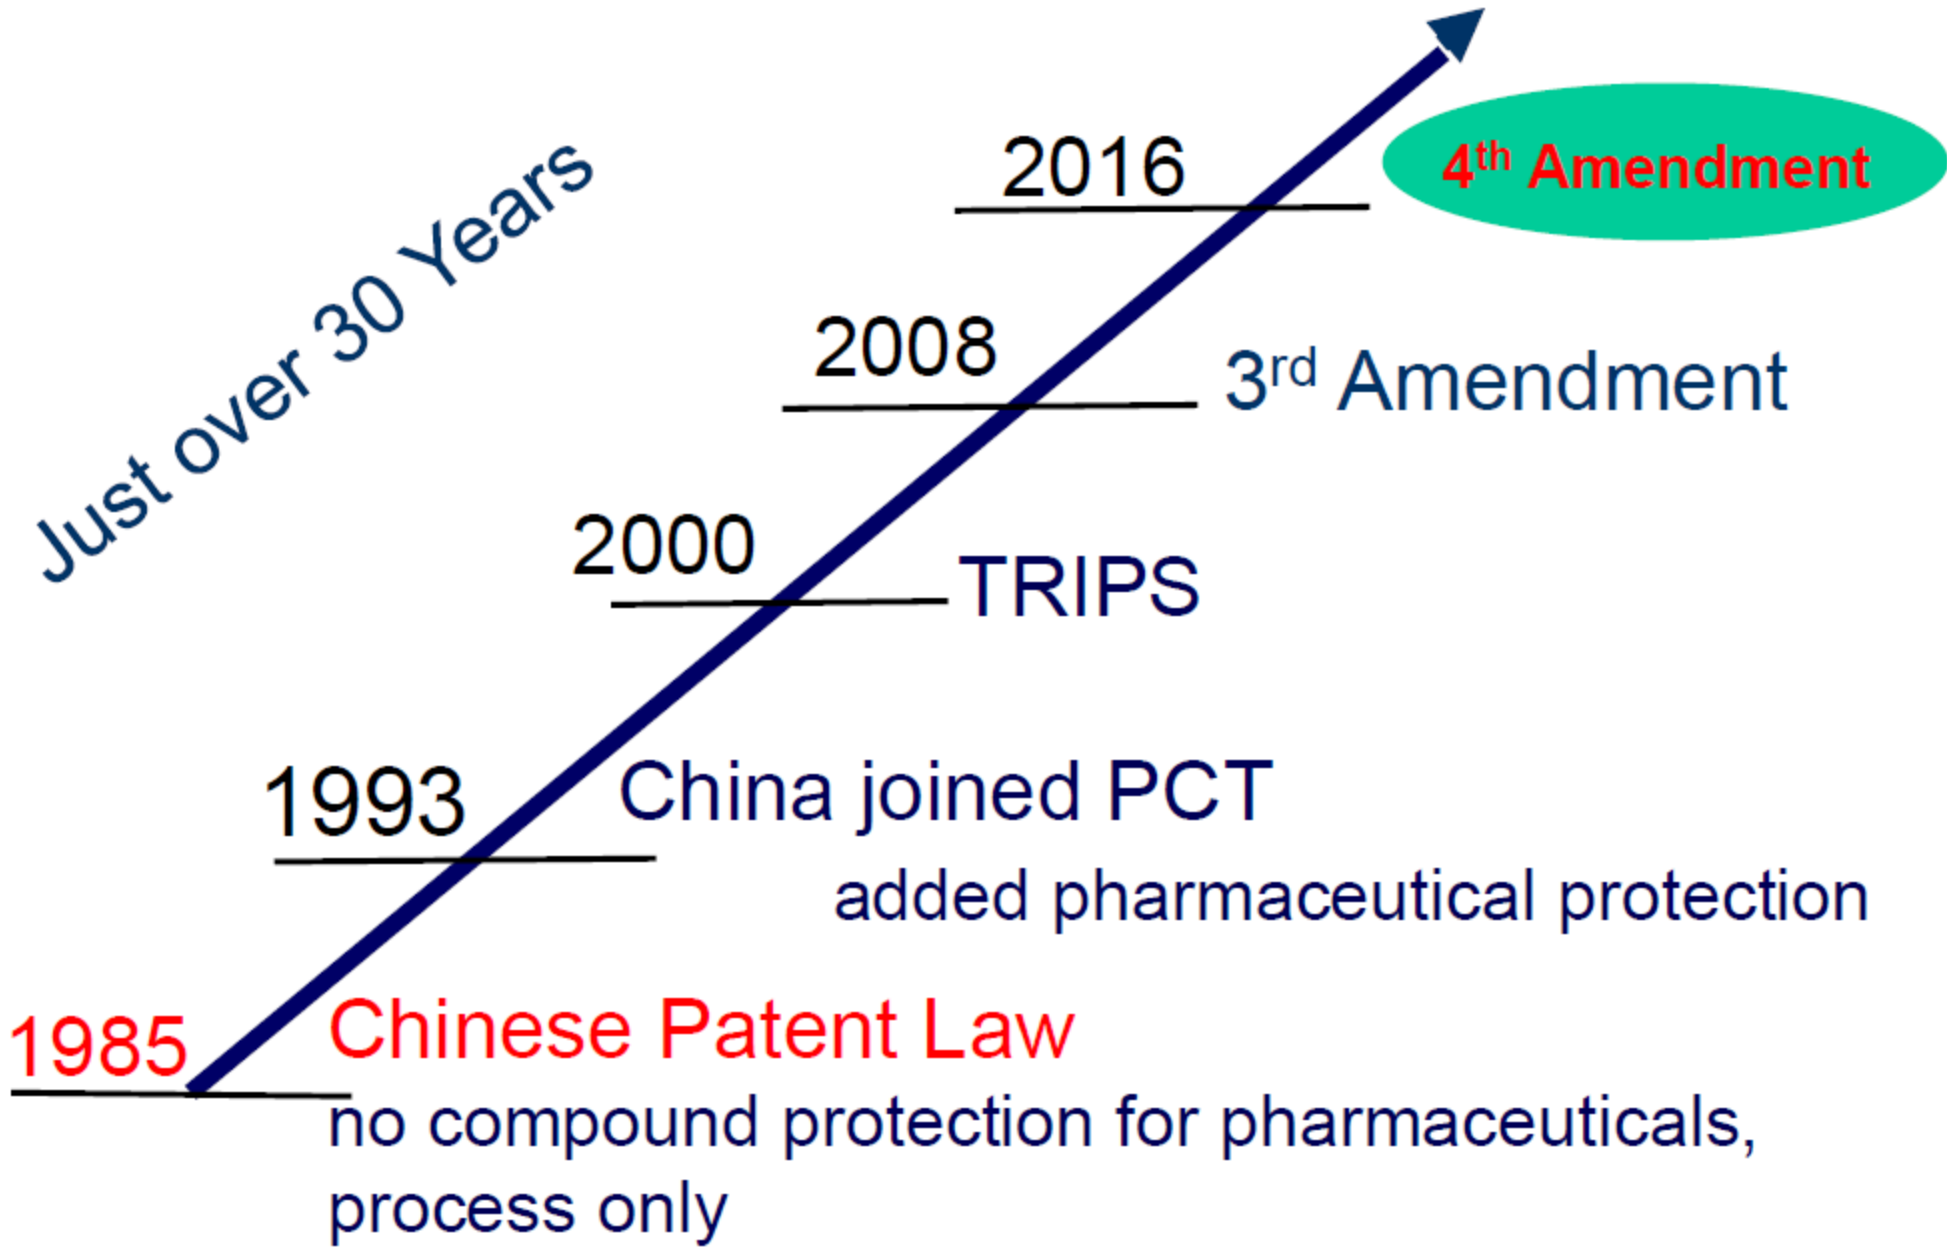 2016
4th Amendment
Just over 30 Years
2008
3rd Amendment
2000
TRIPS
1993
China joined PCT
added pharmaceutical protection
1985
Chinese Patent Law
no compound protection for pharmaceuticals,
process only